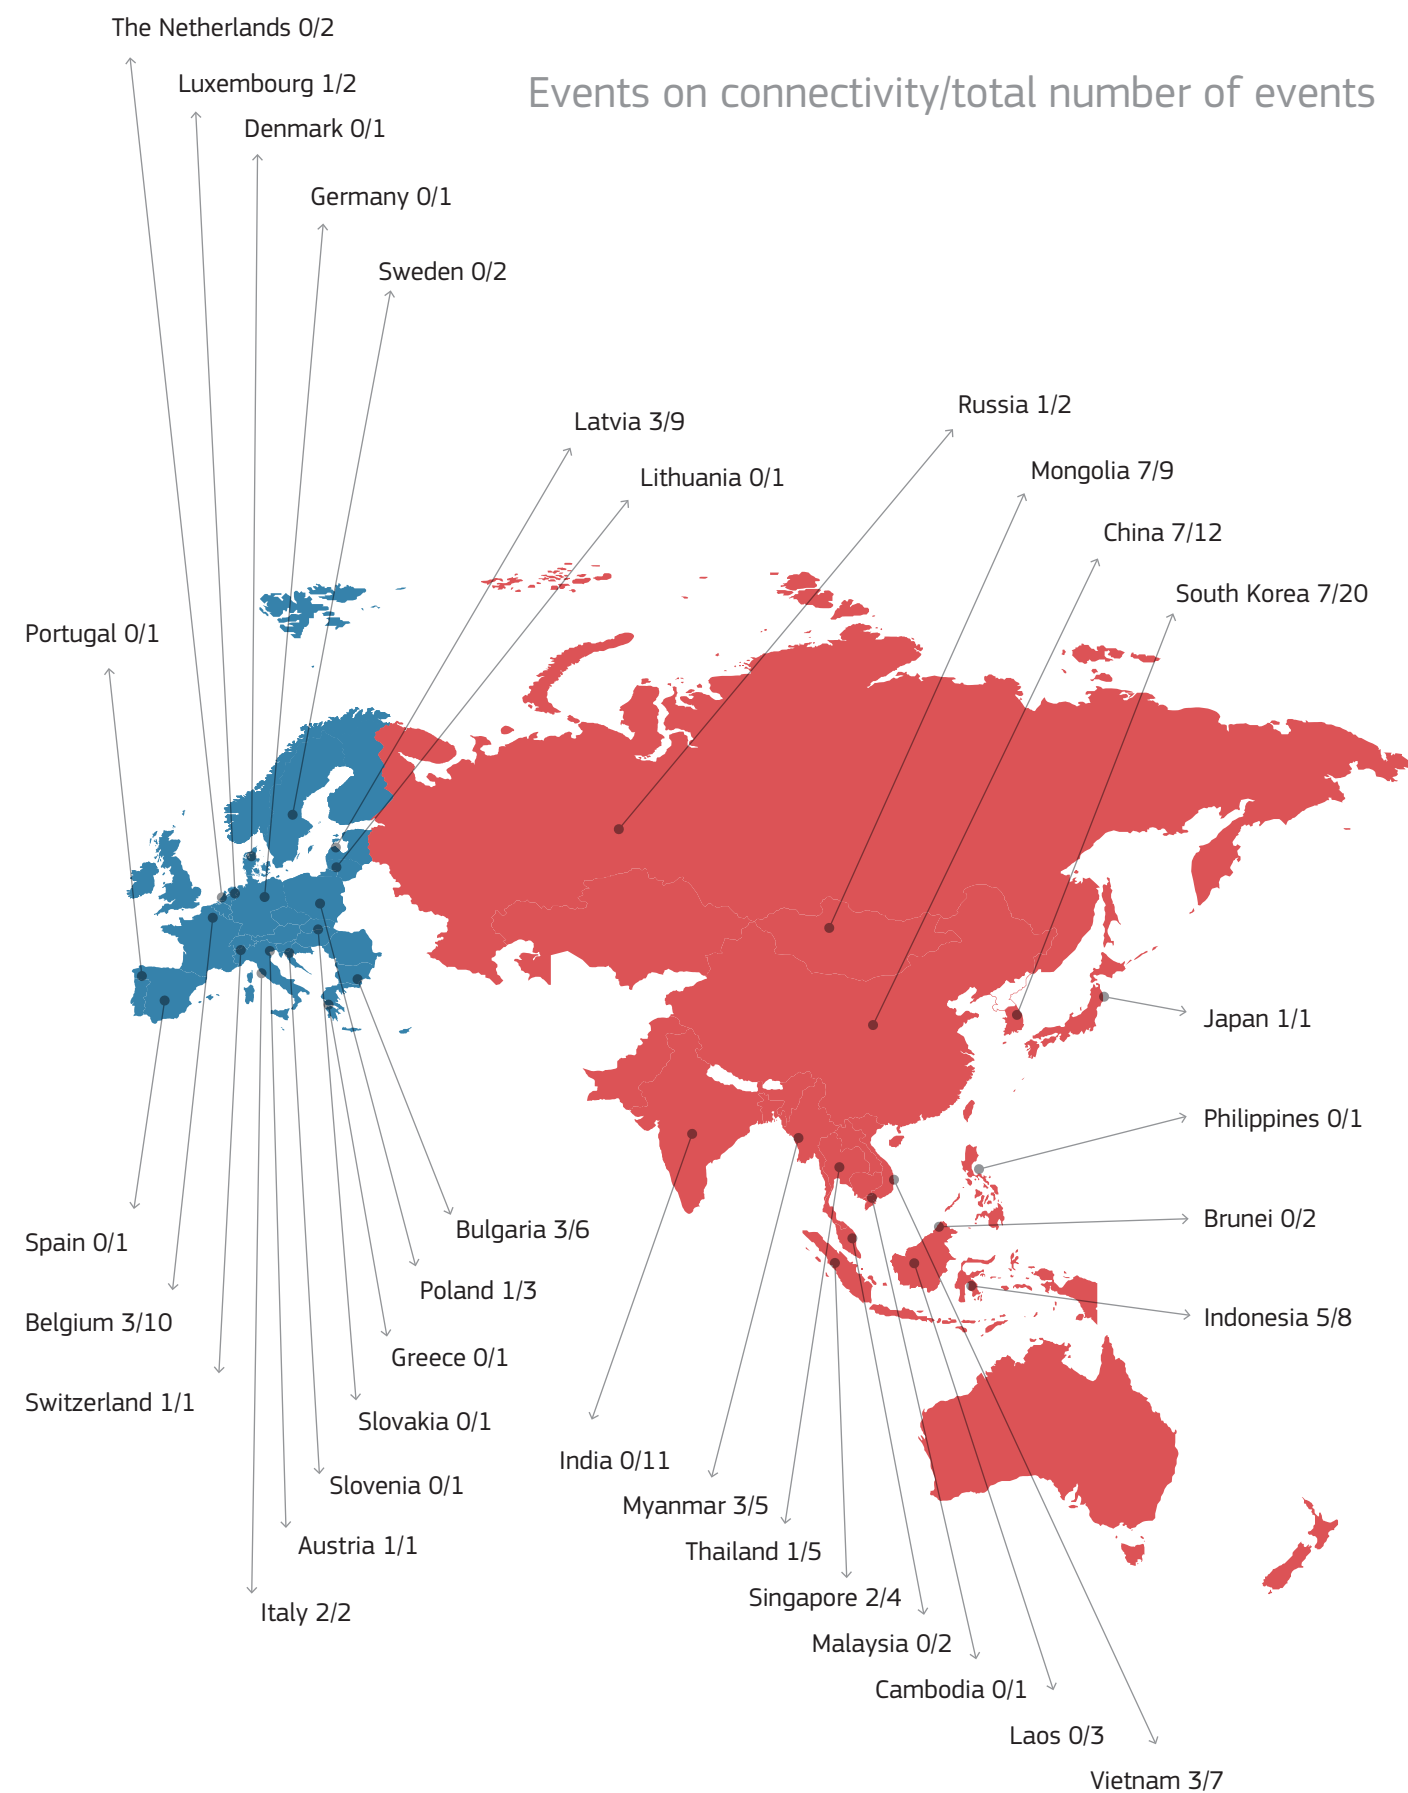 The Netherlands 0/2
Luxembourg 1/2
Events on connectivity/total number of events
Denmark 0/1
Germany 0/1
Sweden 0/2
Russia 1/2
Latvia 3/9
Mongolia 7/9
Lithuania 0/1
China 7/12
South Korea 7/20
Portugal 0/1
Japan 1/1
Philippines 0/1
Brunei 0/2
Bulgaria 3/6
Spain 0/1
Poland 1/3
Indonesia 5/8
Belgium 3/10
Greece 0/1
Switzerland 1/1
Slovakia 0/1
India 0/11
Slovenia 0/1
Myanmar 3/5
Austria 1/1
Thailand 1/5
Singapore 2/4
Italy 2/2
Malaysia 0/2
Cambodia 0/1
Laos 0/3
Vietnam 3/7